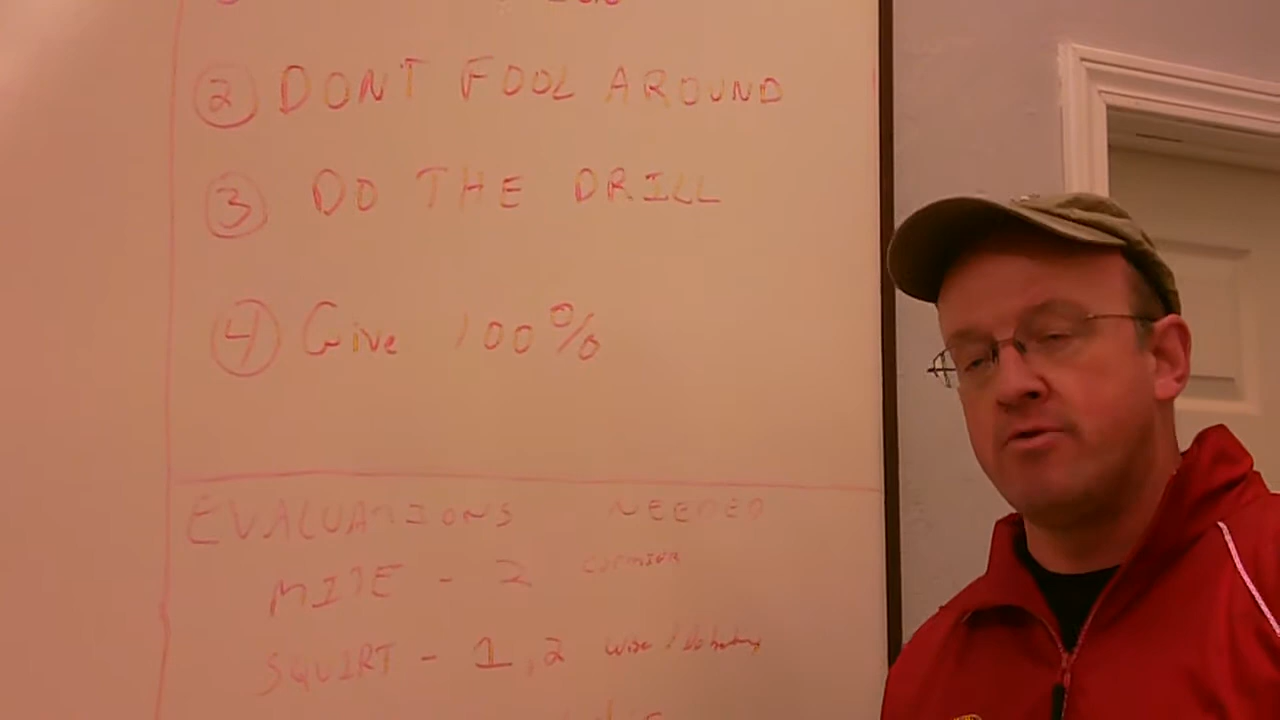 ② DONT FOOL AROUND
③ DO THE DRILL
④ Give 100%
EVALUATIONS NEEDED
MITE - 2
SQUIRT - 1, 2